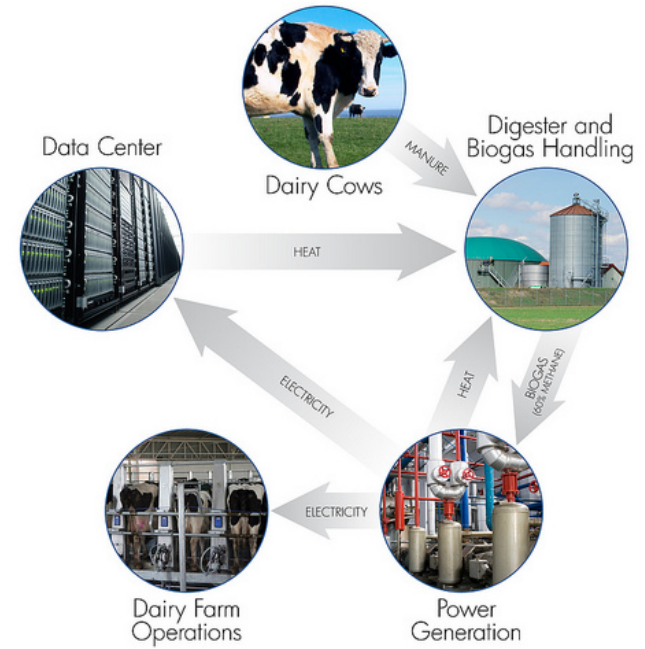 Data Center
Dairy Cows
MANURE
Digester and
Biogas Handling
HEAT
ELECTRICITY
HEAT
BIOGAS
(60% METHANE)
ELECTRICITY
Dairy Farm
Operations
Power
Generation